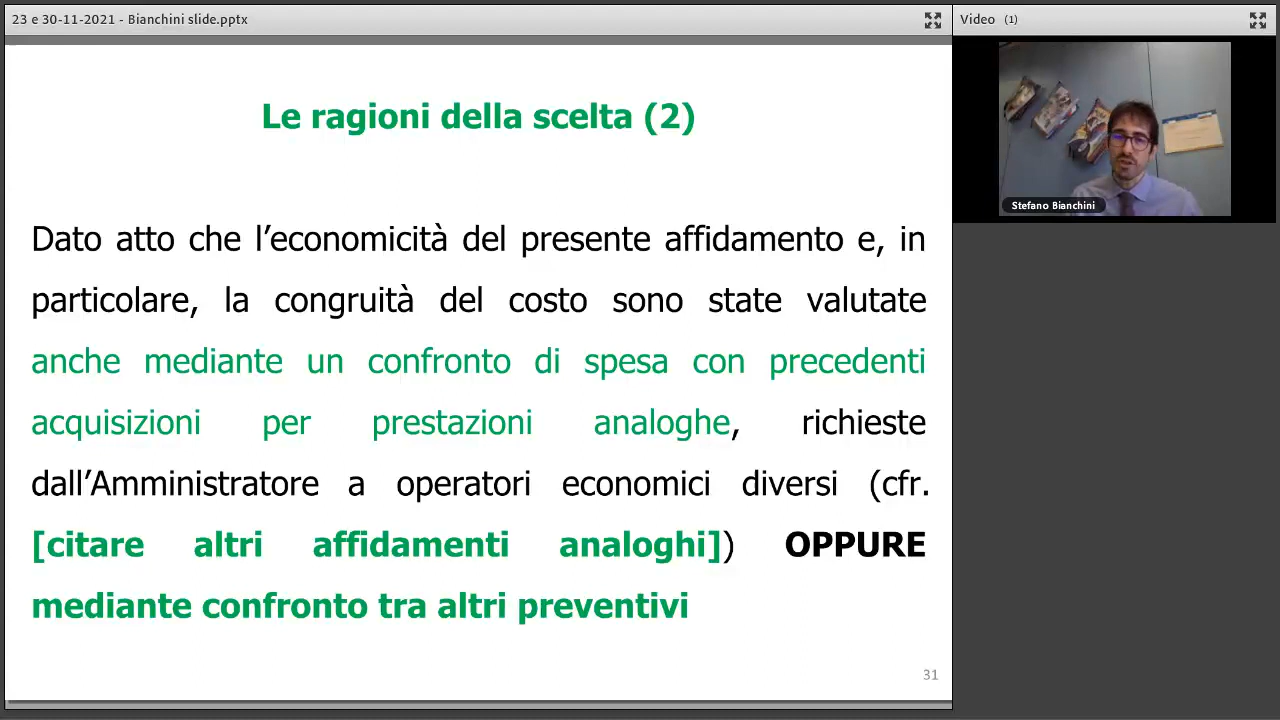 23 e 30-11-2021 - Bianchini slide.pptx
Video (1)
Le ragioni della scelta (2)
Dato atto che l’economicità del presente affidamento e, in
particolare, la congruità del costo sono state valutate
anche mediante un confronto di spesa con precedenti
acquisizioni per prestazioni analoghe, richieste
dall’Amministratore a operatori economici diversi (cfr.
[citare altri affidamenti analoghi]) OPPURE
mediante confronto tra altri preventivi
31
Stefano Bianchini